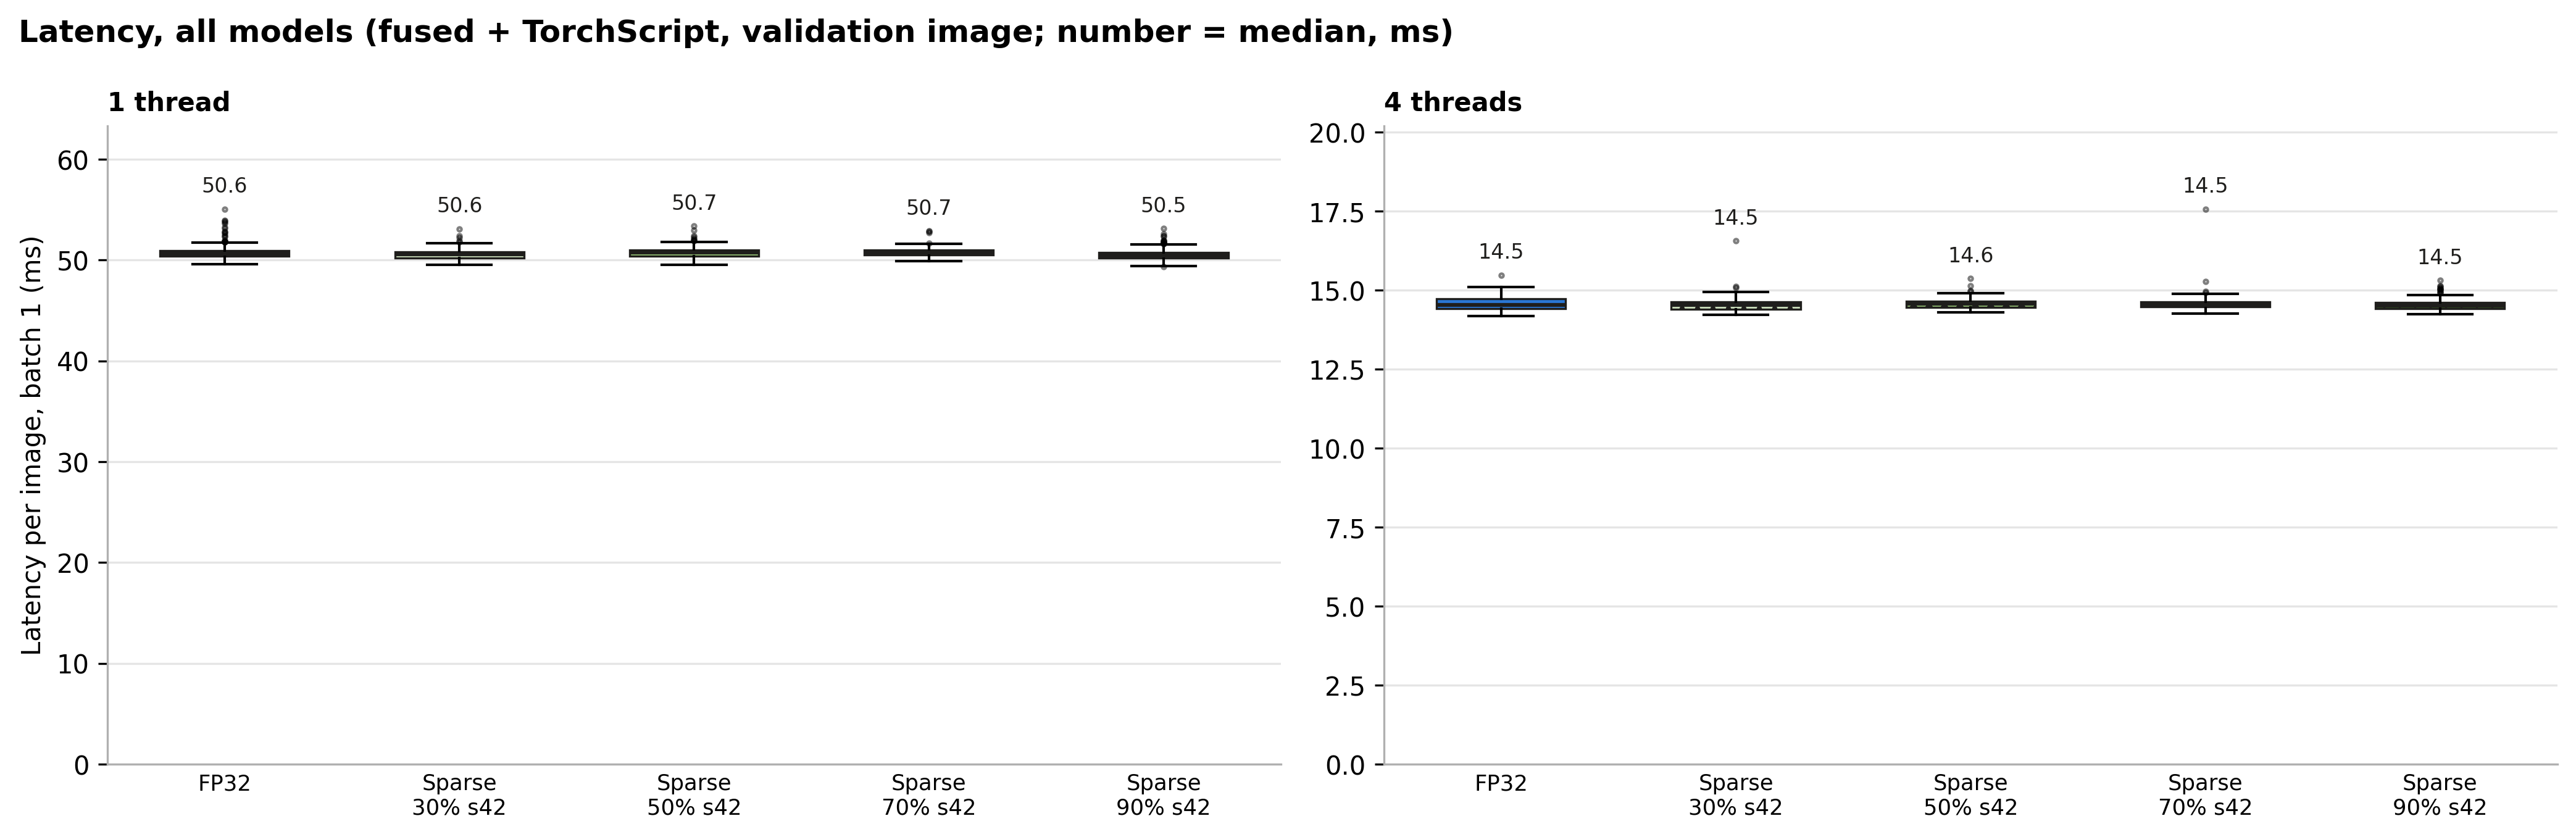 Latency, all models (fused + TorchScript, validation image; number = median, ms)
1 thread
Latency per image, batch 1 (ms)
60
50
40
30
20
10
0
50.6
50.6
50.7
50.7
50.5
FP32
Sparse
30% s42
Sparse
50% s42
Sparse
70% s42
Sparse
90% s42
4 threads
20.0
17.5
15.0
12.5
10.0
7.5
5.0
2.5
0.0
14.5
14.5
14.6
14.5
14.5
FP32
Sparse
30% s42
Sparse
50% s42
Sparse
70% s42
Sparse
90% s42